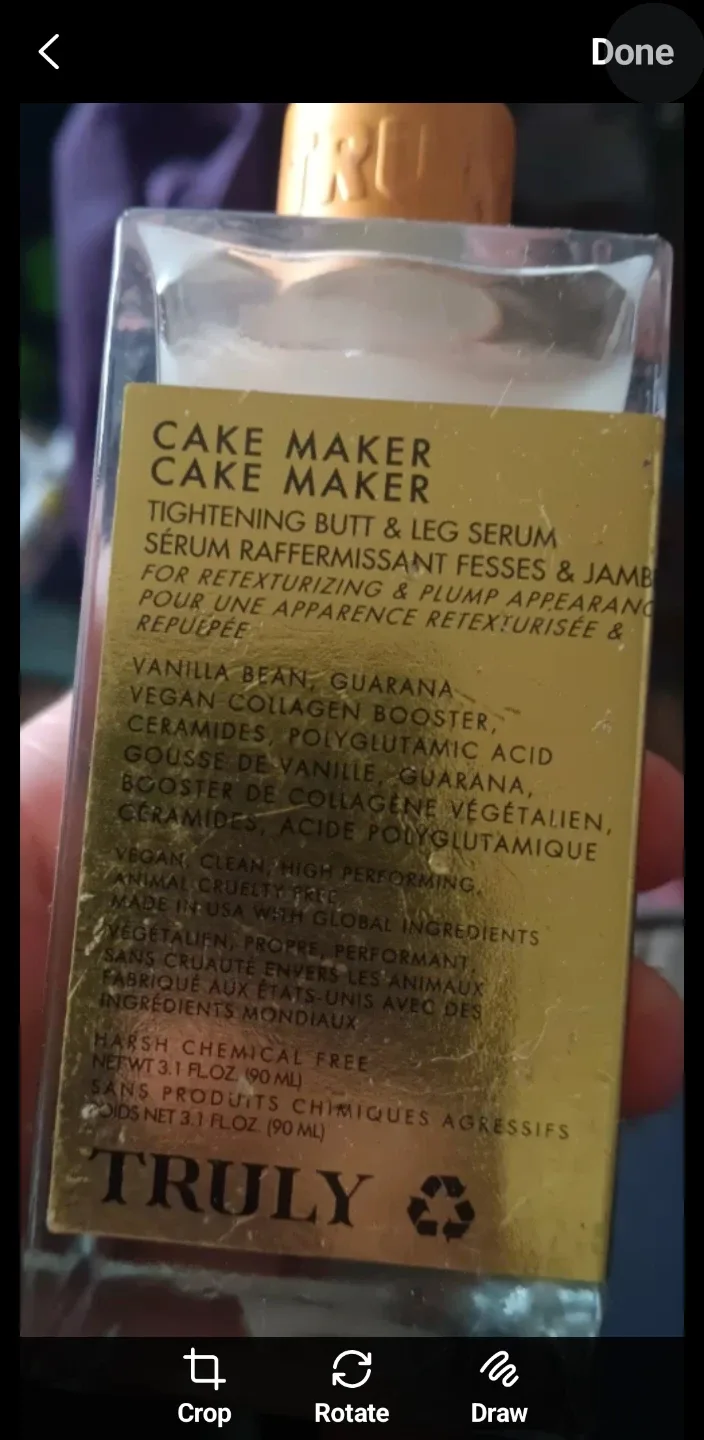 Done
TRU
CAKE MAKER
CAKE MAKER
TIGHTENING BUTT & LEG SERUM
SÉRUM RAFFERMISSANT FESSES & JAMB
FOR RETEXTURIZING & PLUMP APPEARANC
POUR UNE APPARENCE RETEXTURISÉE &
REPULPÉE
VANILLA BEAN, GUARANA
VEGAN COLLAGEN BOOSTER,
CERAMIDES, POLYGLUTAMIC ACID
GOUSSE DE VANILLE, GUARANA,
BOOSTER DE COLLAGÈNE VÉGÉTALIEN,
CÉRAMIDES, ACIDE POLYGLUTAMIQUE
VEGAN, CLEAN, HIGH PERFORMING,
ANIMAL CRUELTY FREE
MADE IN USA WITH GLOBAL INGREDIENTS
VÉGÉTALIEN, PROPRE, PERFORMANT,
SANS CRUAUTÉ ENVERS LES ANIMAUX
FABRIQUÉ AUX ÉTATS-UNIS AVEC DES
INGRÉDIENTS MONDIAUX
HARSH CHEMICAL FREE
NET WT 3.1 FL.OZ. (90 ML)
SANS PRODUITS CHIMIQUES AGRESSIFS
POIDS NET 3.1 FL.OZ. (90 ML)
TRULY
Crop Rotate Draw